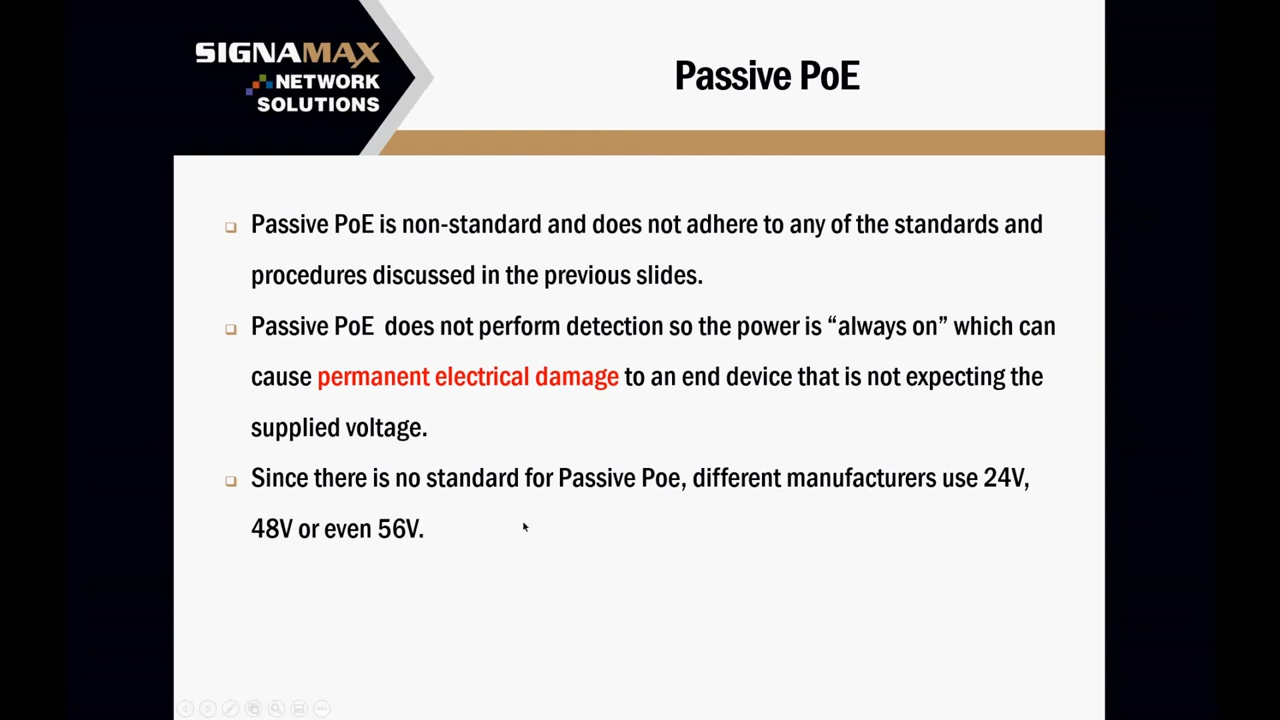 SIGNAMAX
NETWORK
SOLUTIONS
Passive PoE
Passive PoE is non-standard and does not adhere to any of the standards and
procedures discussed in the previous slides.
Passive PoE does not perform detection so the power is “always on” which can
cause permanent electrical damage to an end device that is not expecting the
supplied voltage.
Since there is no standard for Passive Poe, different manufacturers use 24V,
48V or even 56V.